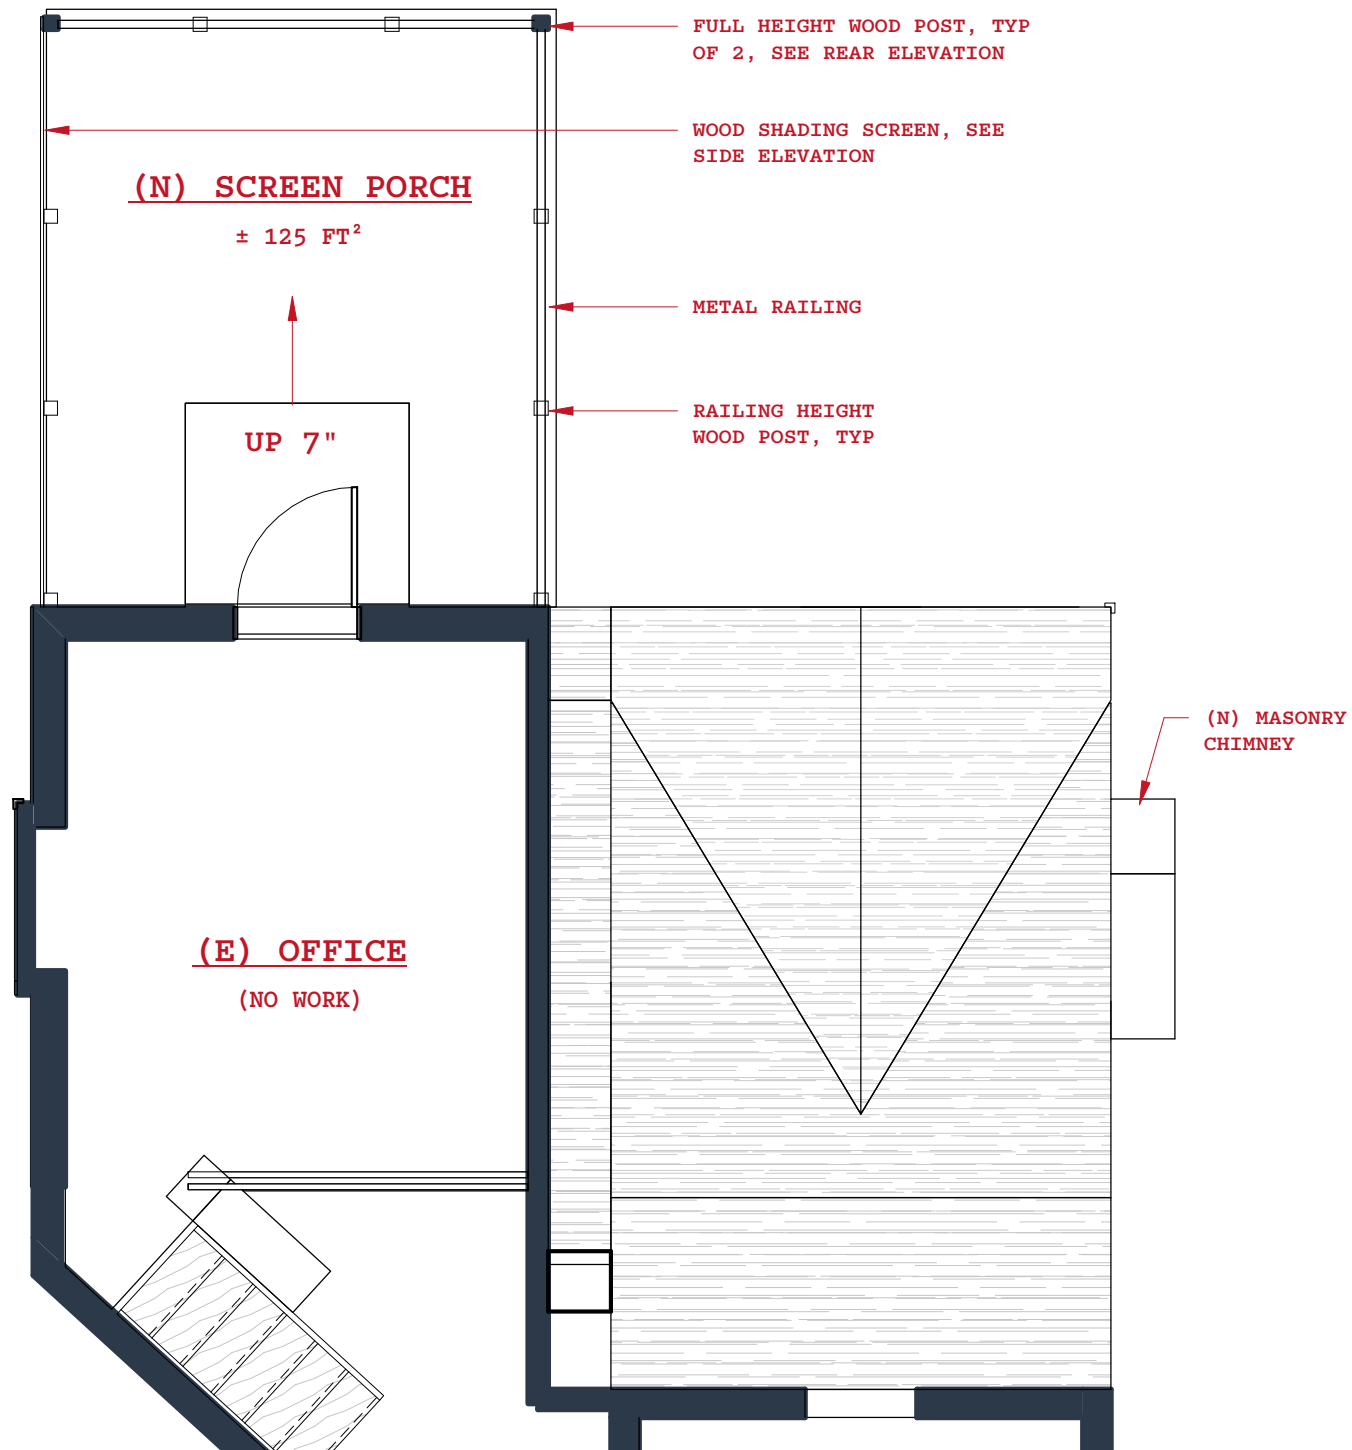 FULL HEIGHT WOOD POST, TYP
OF 2, SEE REAR ELEVATION
WOOD SHADING SCREEN, SEE
SIDE ELEVATION
(N) SCREEN PORCH
± 125 FT²
METAL RAILING
RAILING HEIGHT
WOOD POST, TYP
UP 7"
(N) MASONRY
CHIMNEY
(E) OFFICE
(NO WORK)